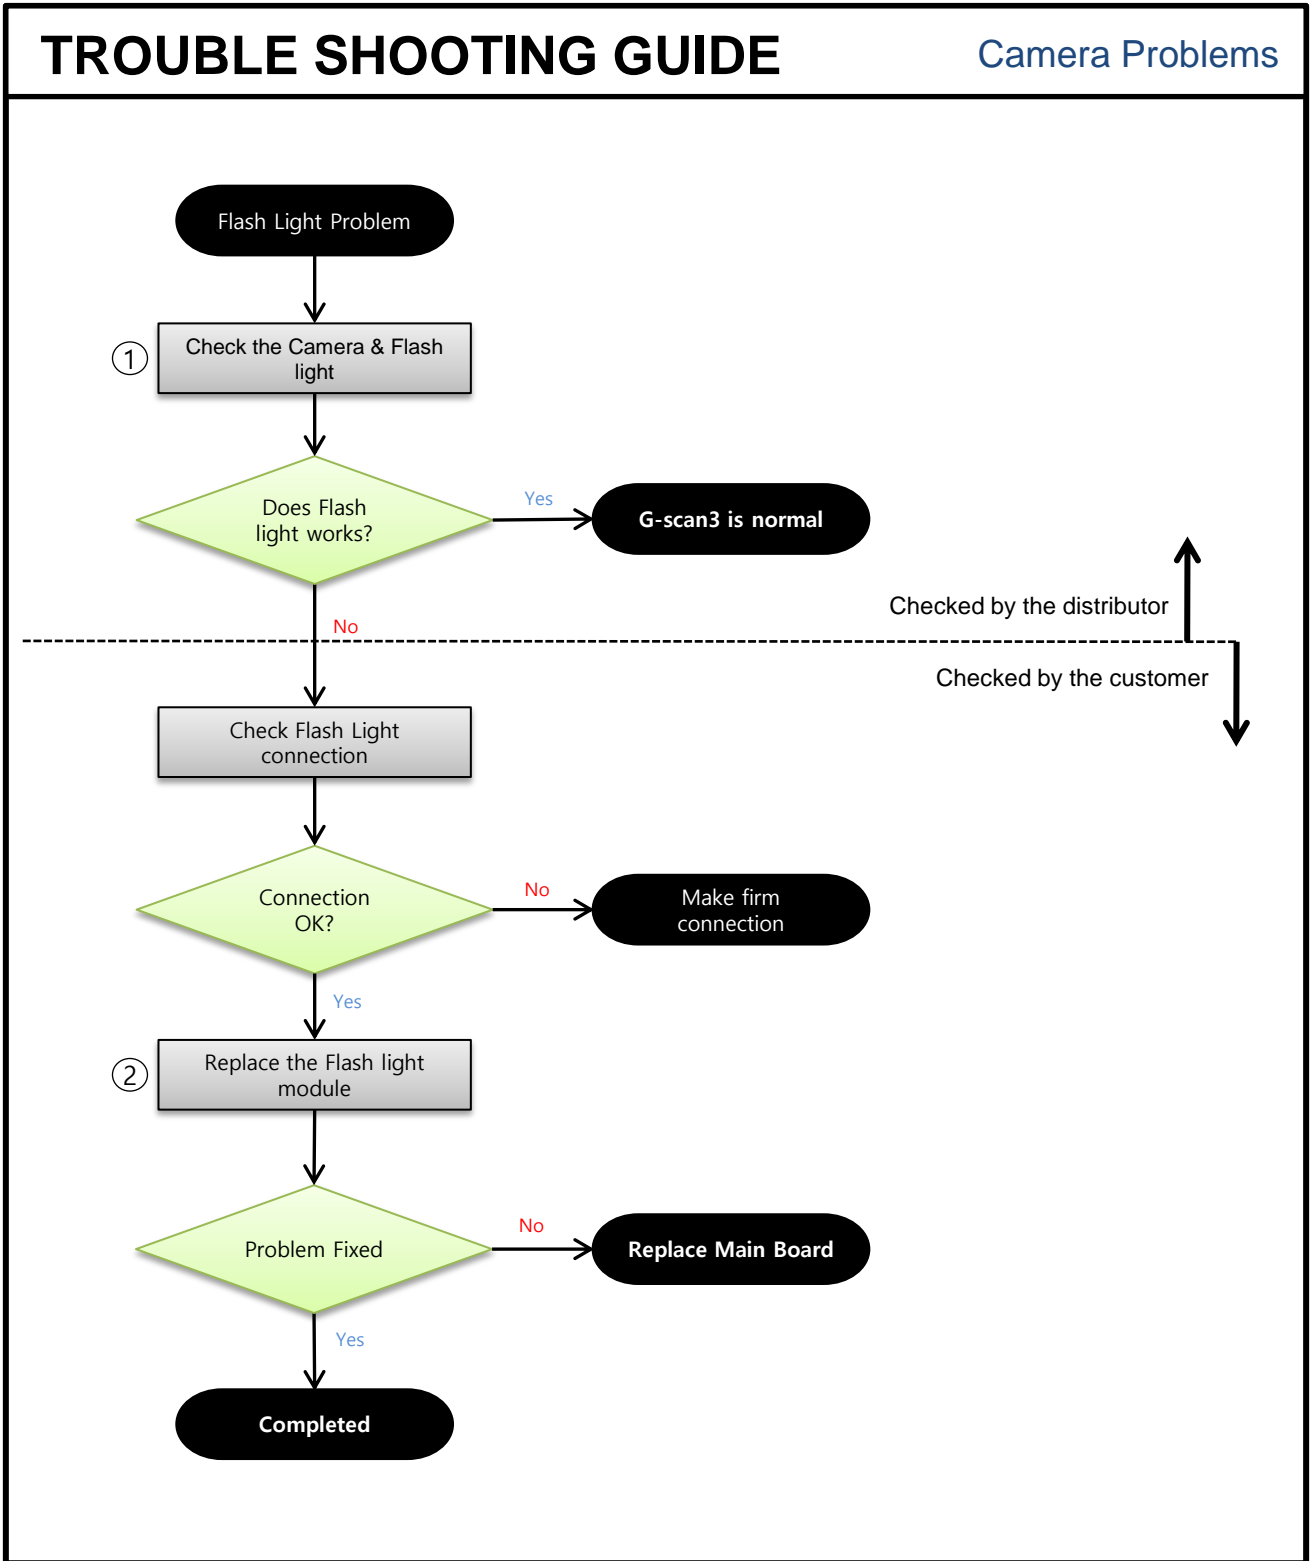 TROUBLE SHOOTING GUIDE
Camera Problems
Flash Light Problem
①
Check the Camera & Flash
light
Does Flash
light works?
Yes
G-scan3 is normal
Checked by the distributor
No
Checked by the customer
Check Flash Light
connection
Connection
OK?
No
Make firm
connection
Yes
②
Replace the Flash light
module
Problem Fixed
No
Replace Main Board
Yes
Completed